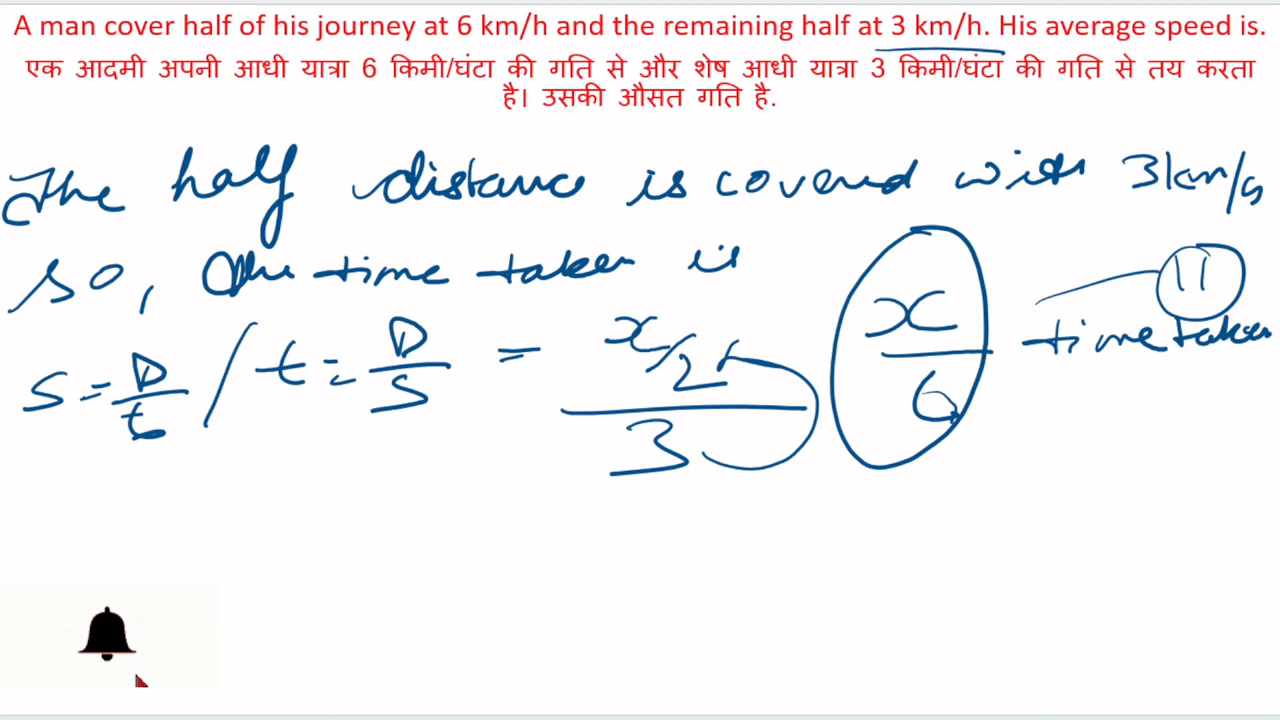 A man cover half of his journey at 6 km/h and the remaining half at 3 km/h. His average speed is.
एक आदमी अपनी आधी यात्रा 6 किमी/घंटा की गति से और शेष आधी यात्रा 3 किमी/घंटा की गति से तय करता
है। उसकी औसत गति है.
The half distance is covered with 3km/h
so, the time taken is
S = D/t / t = D/S = x/2 / 3 x/6 time taken 11